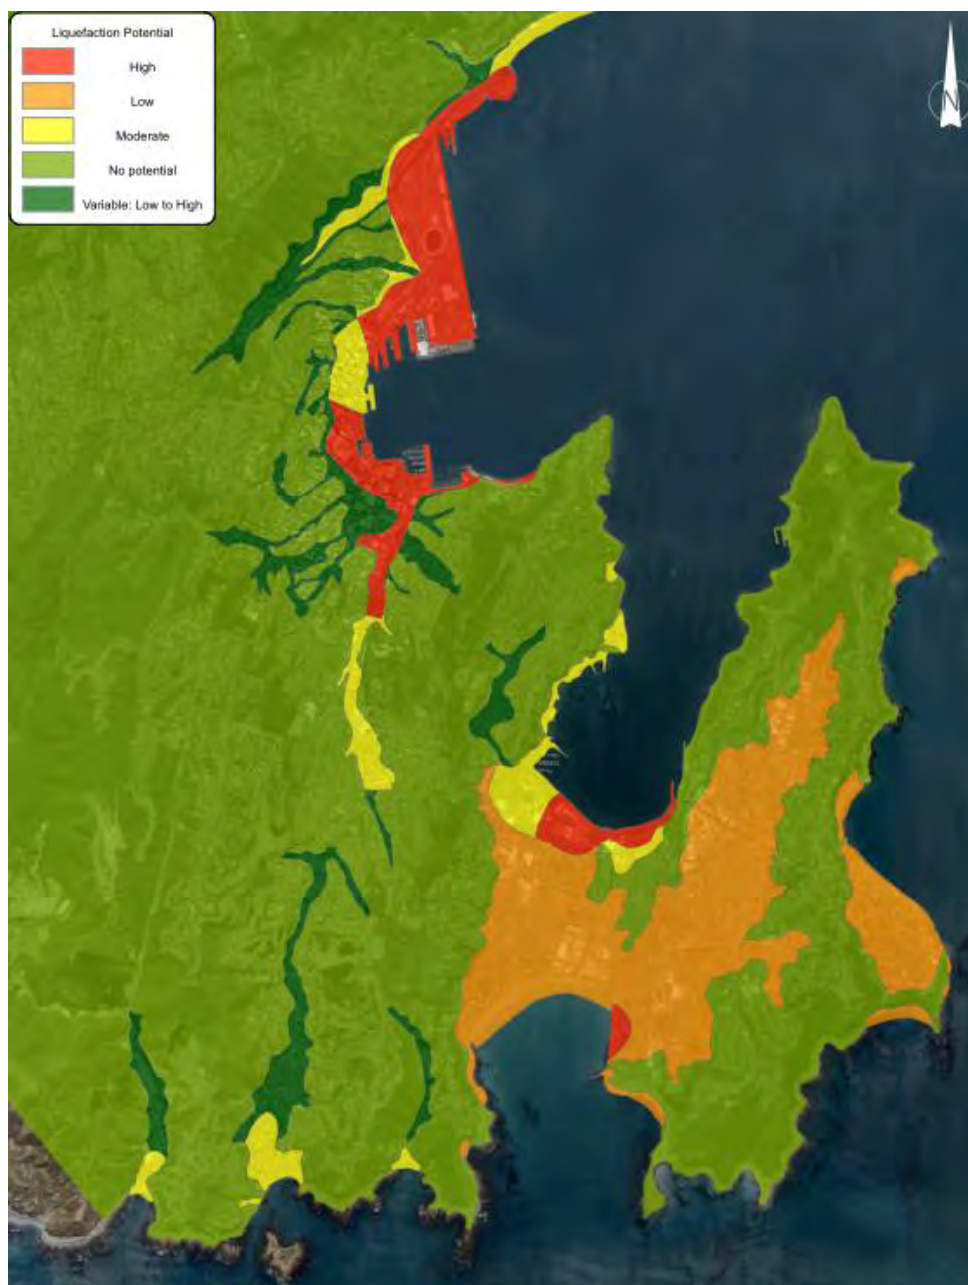 Liquefaction Potential
High
Low
Moderate
No potential
Variable: Low to High
N